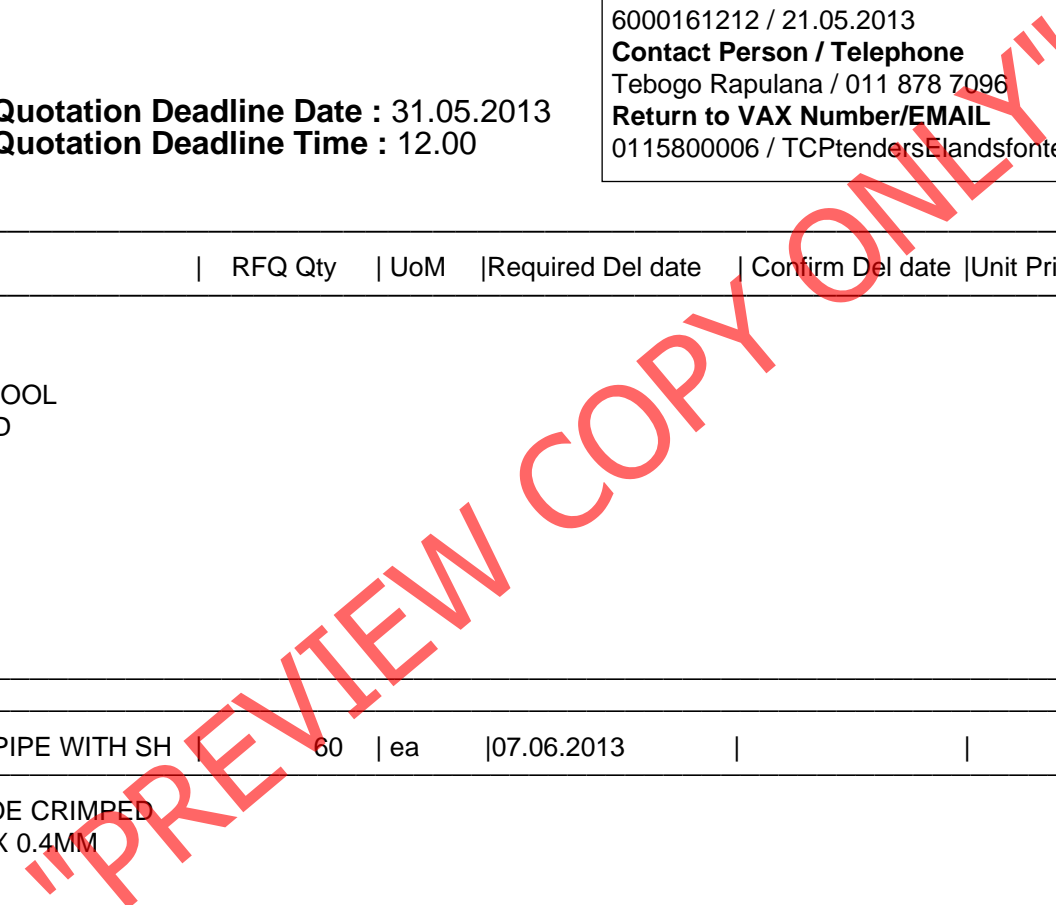 6000161212 / 21.05.2013
Contact Person / Telephone
Tebogo Rapulana / 011 878 7096
Quotation Deadline Date : 31.05.2013
Return to VAX Number/EMAIL
Quotation Deadline Time : 12.00
0115800006 / TCPtendersElandsfonte
| RFQ Qty | UoM |Required Del date | Confirm Del date |Unit Pri
OOL
D
PIPE WITH SH | 60 | ea |07.06.2013 | |
DE CRIMPED
X 0.4MM
"PREVIEW COPY ONLY"